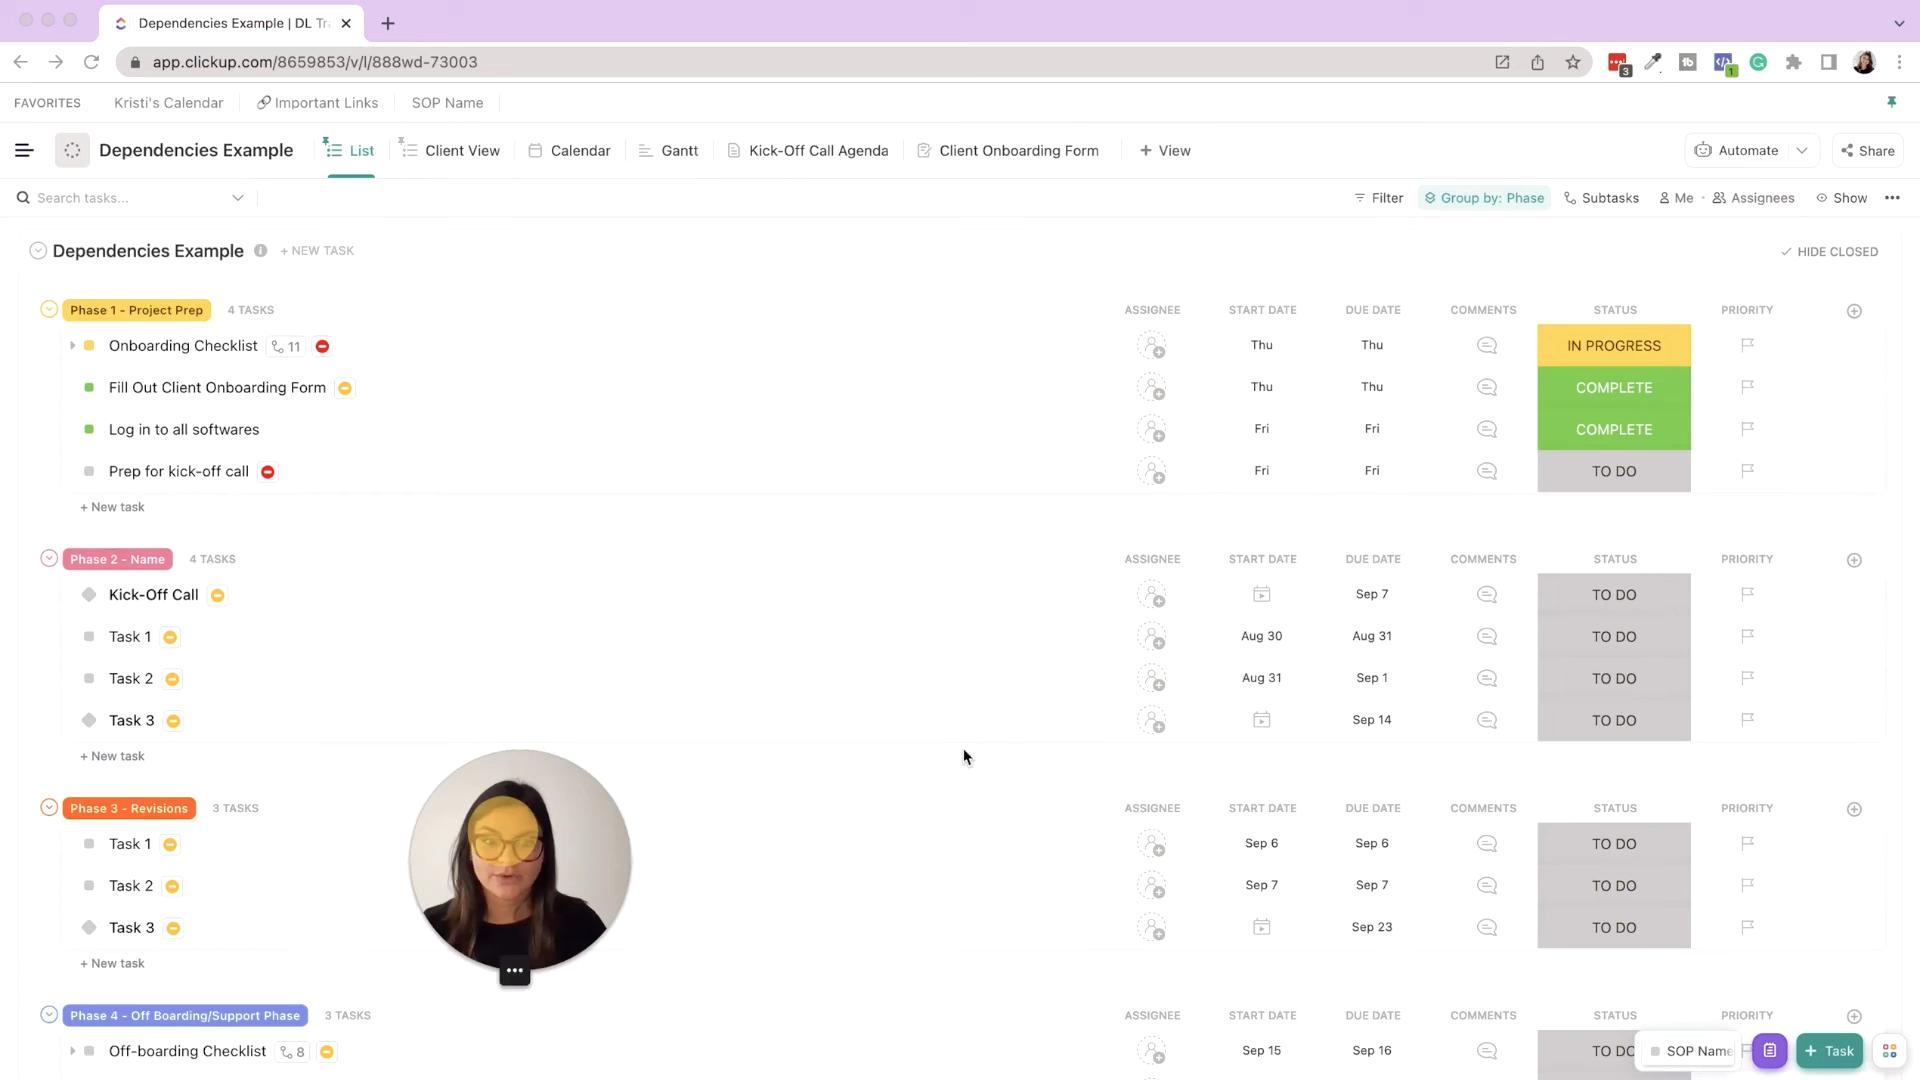 Dependencies Example | DL Tr
app.clickup.com/8659853/v/l/888wd-73003
3
1
FAVORITES Kristi's Calendar Important Links SOP Name
Dependencies Example List Client View Calendar Gantt Kick-Off Call Agenda Client Onboarding Form + View Automate Share
Search tasks... Filter Group by: Phase Subtasks Me Assignees Show
Dependencies Example + NEW TASK HIDE CLOSED
Phase 1 - Project Prep 4 TASKS ASSIGNEE START DATE DUE DATE COMMENTS STATUS PRIORITY
Onboarding Checklist 11 Thu Thu IN PROGRESS
Fill Out Client Onboarding Form Thu Thu COMPLETE
Log in to all softwares Fri Fri COMPLETE
Prep for kick-off call Fri Fri TO DO
+ New task
Phase 2 - Name 4 TASKS ASSIGNEE START DATE DUE DATE COMMENTS STATUS PRIORITY
Kick-Off Call Sep 7 TO DO
Task 1 Aug 30 Aug 31 TO DO
Task 2 Aug 31 Sep 1 TO DO
Task 3 Sep 14 TO DO
+ New task
Phase 3 - Revisions 3 TASKS ASSIGNEE START DATE DUE DATE COMMENTS STATUS PRIORITY
Task 1 Sep 6 Sep 6 TO DO
Task 2 Sep 7 Sep 7 TO DO
Task 3 Sep 23 TO DO
+ New task
Phase 4 - Off Boarding/Support Phase 3 TASKS ASSIGNEE START DATE DUE DATE COMMENTS STATUS PRIORITY
Off-boarding Checklist 8 Sep 15 Sep 16 TO DO SOP Name + Task